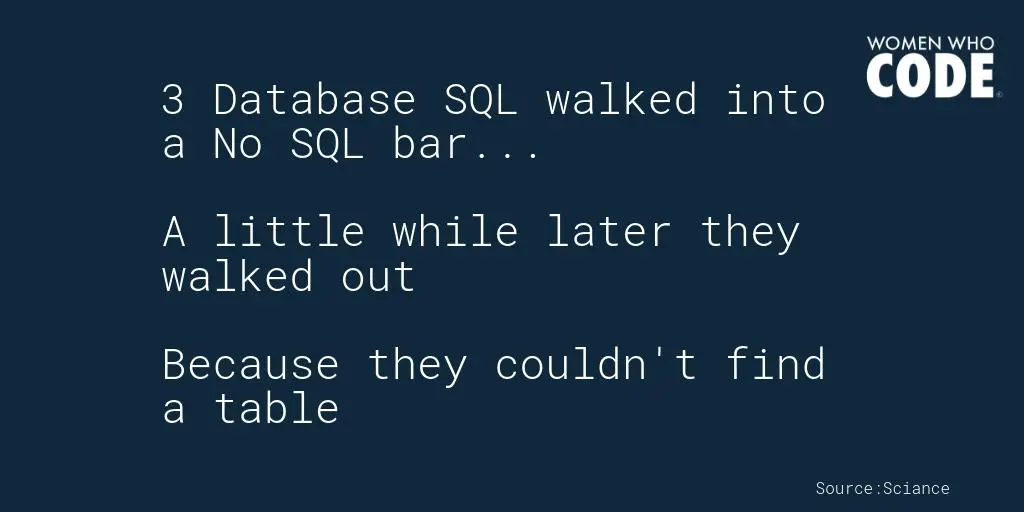 WOMEN WHO
CODE
3 Database SQL walked into
a No SQL bar...
A little while later they
walked out
Because they couldn't find
a table
Source:Sciance